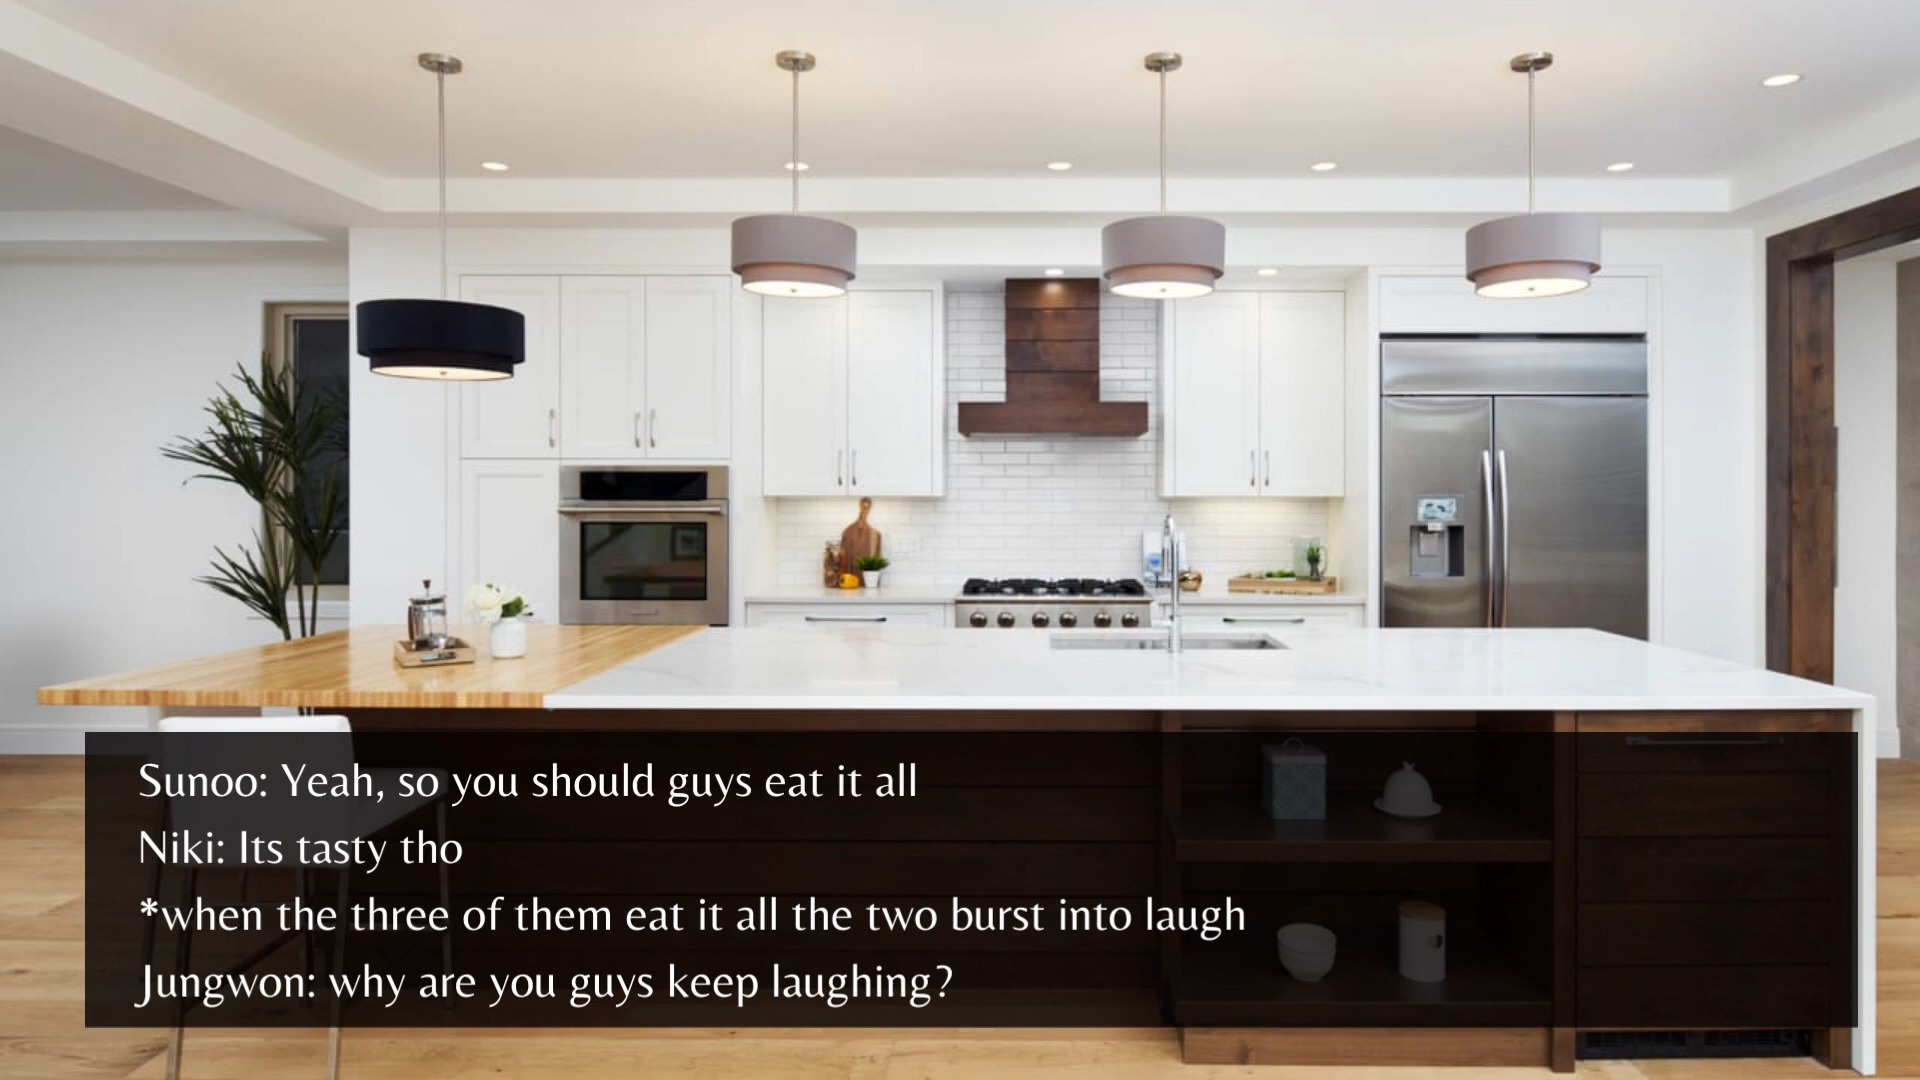 Sunoo: Yeah, so you should guys eat it all
Niki: Its tasty tho
*when the three of them eat it all the two burst into laugh
Jungwon: why are you guys keep laughing?